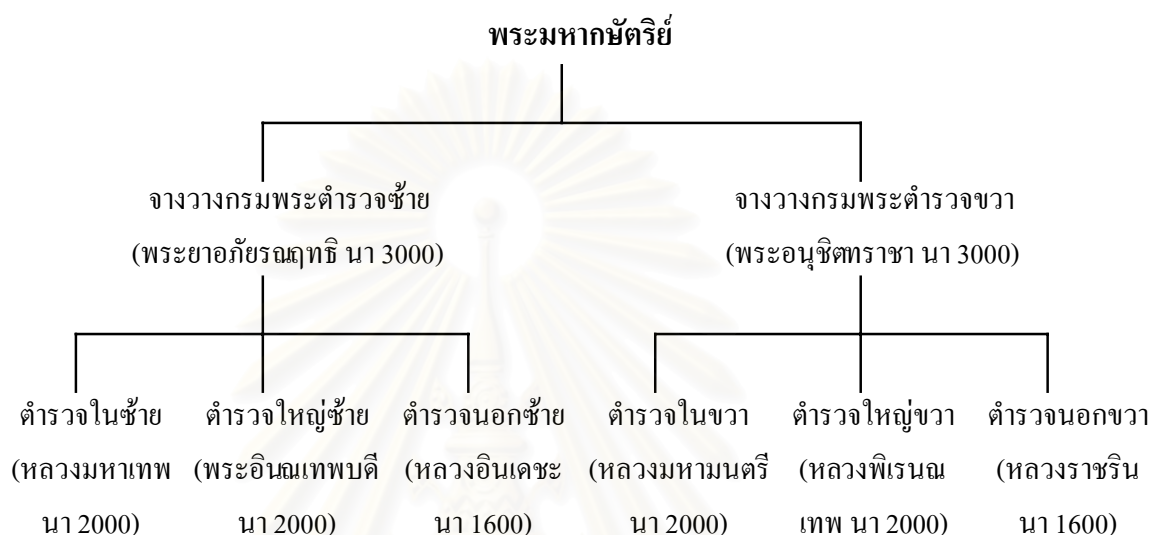 พระมหากษัตริย์
จางวางกรมพระตำรวจซ้าย
(พระยาอภัยรณฤทธิ นา 3000)
จางวางกรมพระตำรวจขวา
(พระอนุชิตทราชา นา 3000)
ตำรวจในซ้าย
(หลวงมหาเทพ
นา 2000)
ตำรวจใหญ่ซ้าย
(พระอินณเทพบดี
นา 2000)
ตำรวจนอกซ้าย
(หลวงอินเดชะ
นา 1600)
ตำรวจในขวา
(หลวงมหามนตรี
นา 2000)
ตำรวจใหญ่ขวา
(หลวงพิเรนณ
เทพ นา 2000)
ตำรวจนอกขวา
(หลวงราชริน
นา 1600)